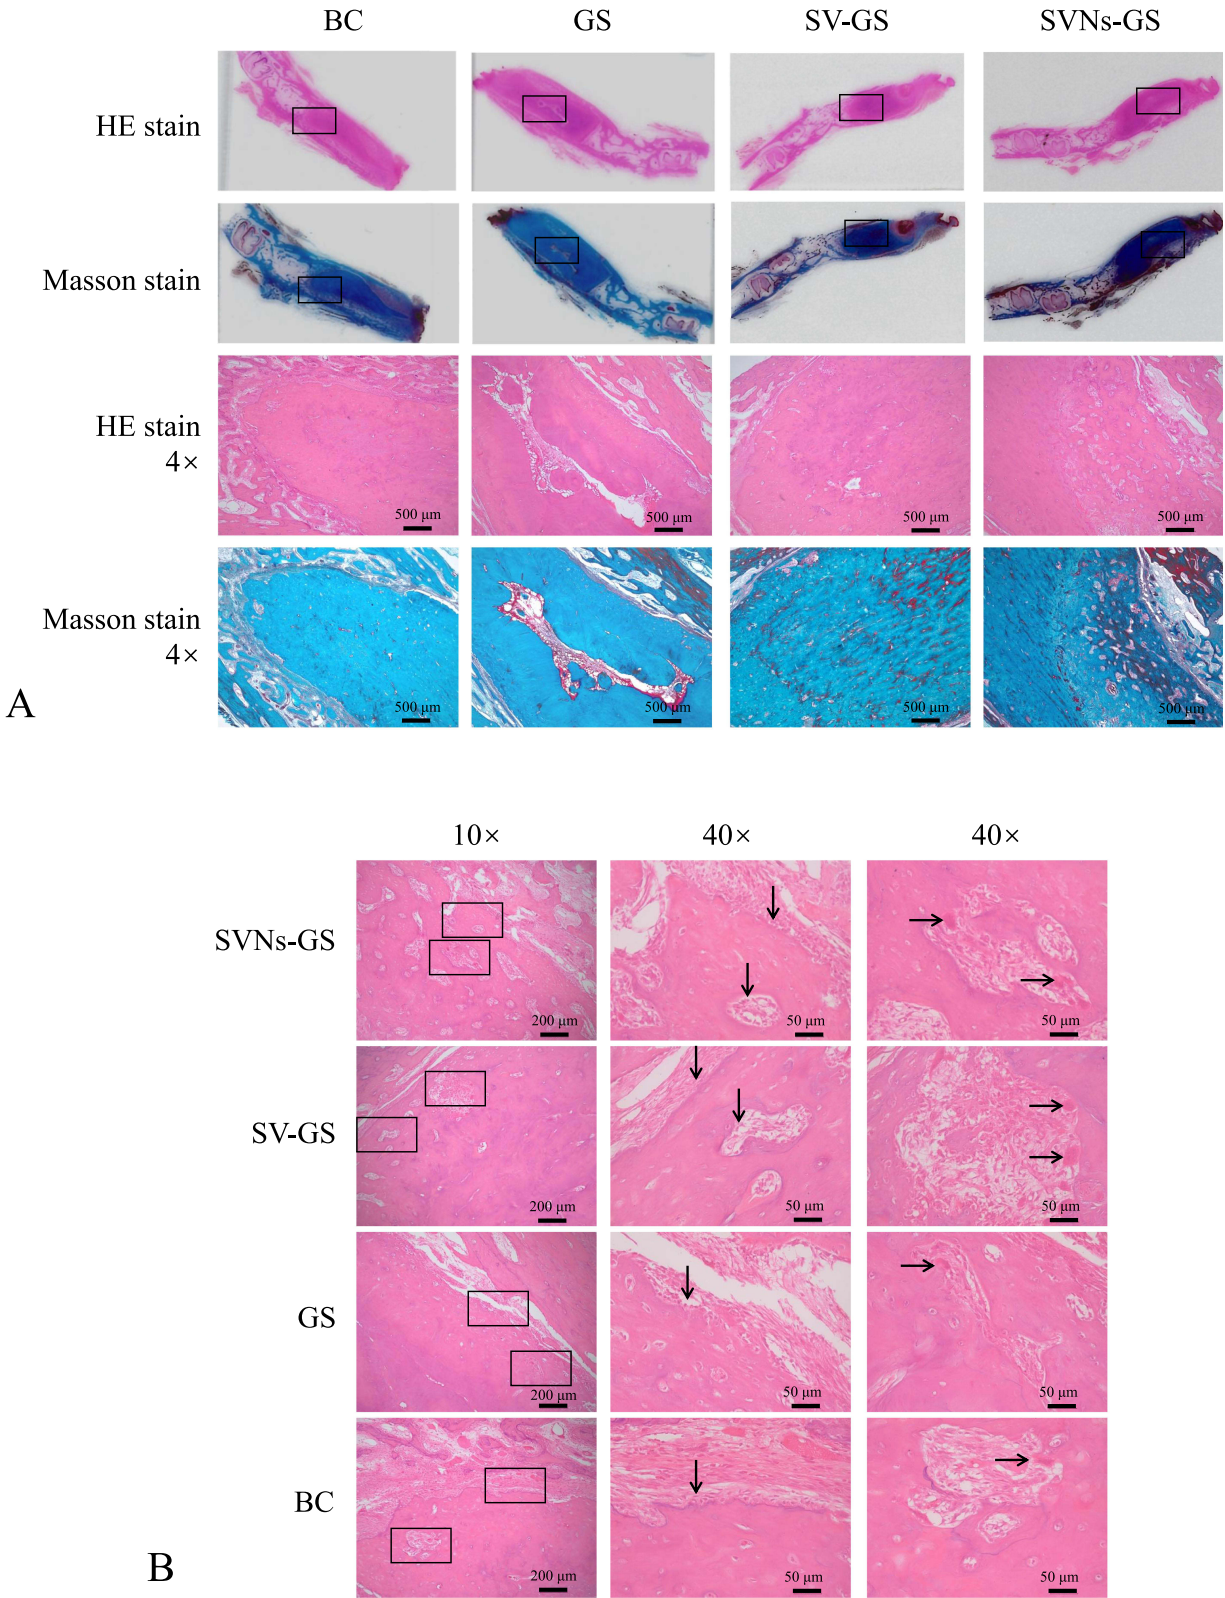 BC GS SV-GS SVNs-GS
HE stain
Masson stain
HE stain
4×
500 μm 500 μm 500 μm 500 μm
Masson stain
4×
500 μm 500 μm 500 μm 500 μm
A
10× 40× 40×
SVNs-GS
200 μm 50 μm 50 μm
SV-GS
200 μm 50 μm 50 μm
GS
200 μm 50 μm 50 μm
BC
200 μm 50 μm 50 μm
B